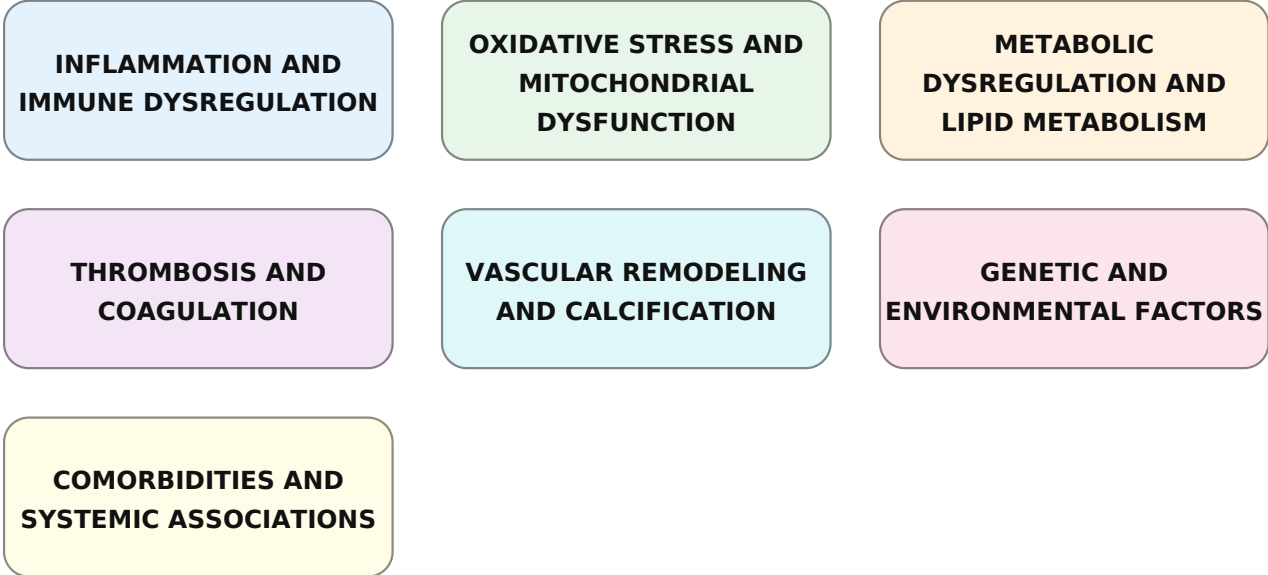 INFLAMMATION AND
IMMUNE DYSREGULATION
OXIDATIVE STRESS AND
MITOCHONDRIAL
DYSFUNCTION
METABOLIC
DYSREGULATION AND
LIPID METABOLISM
THROMBOSIS AND
COAGULATION
VASCULAR REMODELING
AND CALCIFICATION
GENETIC AND
ENVIRONMENTAL FACTORS
COMORBIDITIES AND
SYSTEMIC ASSOCIATIONS